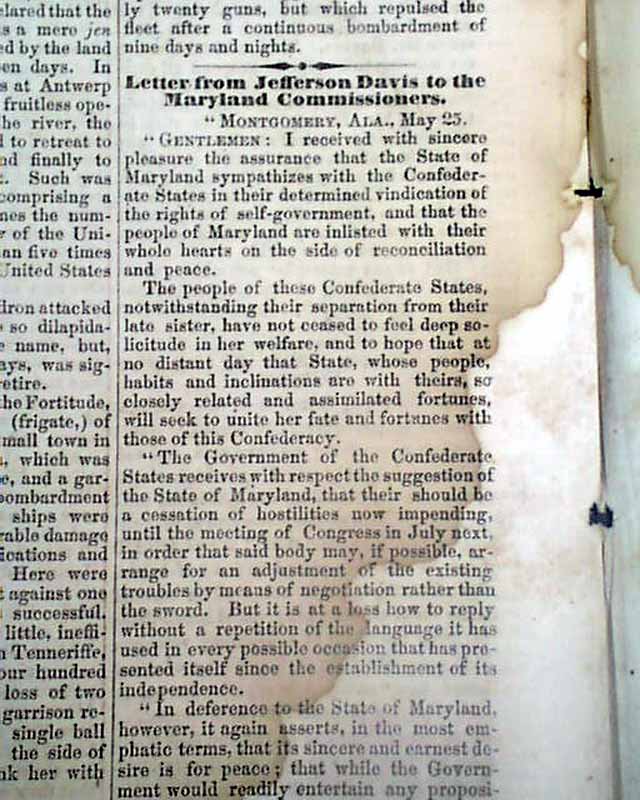 clared that the
s a mere jen
ed by the land
en days. In
s at Antwerp
fruitless ope-
he river, the
l to retreat to
nd finally to
. Such was
comprising a
nes the num-
of the Uni-
an five times
United States
iron attacked
so dilapida-
e name, but,
ays, was sig-
etire.
the Fortitude,
(frigate,) of
mall town in
, which was
e, and a gar-
bombardment
ships were
rable damage
ications and
Here were
t against one
successful.
little, ineffi-
n Tenneriffe,
our hundred
loss of two
garrison re-
single ball
the side of
nk her with
ly twenty guns, but which repulsed the
fleet after a continuous bombardment of
nine days and nights.
Letter from Jefferson Davis to the
Maryland Commissioners.
"MONTGOMERY, ALA., May 25.
"GENTLEMEN: I received with sincere
pleasure the assurance that the State of
Maryland sympathizes with the Confeder-
ate States in their determined vindication of
the rights of self-government, and that the
people of Maryland are inlisted with their
whole hearts on the side of reconciliation
and peace.
The people of these Confederate States,
notwithstanding their separation from their
late sister, have not ceased to feel deep so-
licitude in her welfare, and to hope that at
no distant day that State, whose people,
habits and inclinations are with theirs, so
closely related and assimilated fortunes,
will seek to unite her fate and fortunes with
those of this Confederacy.
"The Government of the Confederate
States receives with respect the suggestion of
the State of Maryland, that their should be
a cessation of hostilities now impending,
until the meeting of Congress in July next,
in order that said body may, if possible, ar-
range for an adjustment of the existing
troubles by means of negotiation rather than
the sword. But it is at a loss how to reply
without a repetition of the language it has
used in every possible occasion that has pre-
sented itself since the establishment of its
independence.
"In deference to the State of Maryland,
however, it again asserts, in the most em-
phatic terms, that its sincere and earnest de-
sire is for peace; that while the Govern-
ment would readily entertain any proposi-